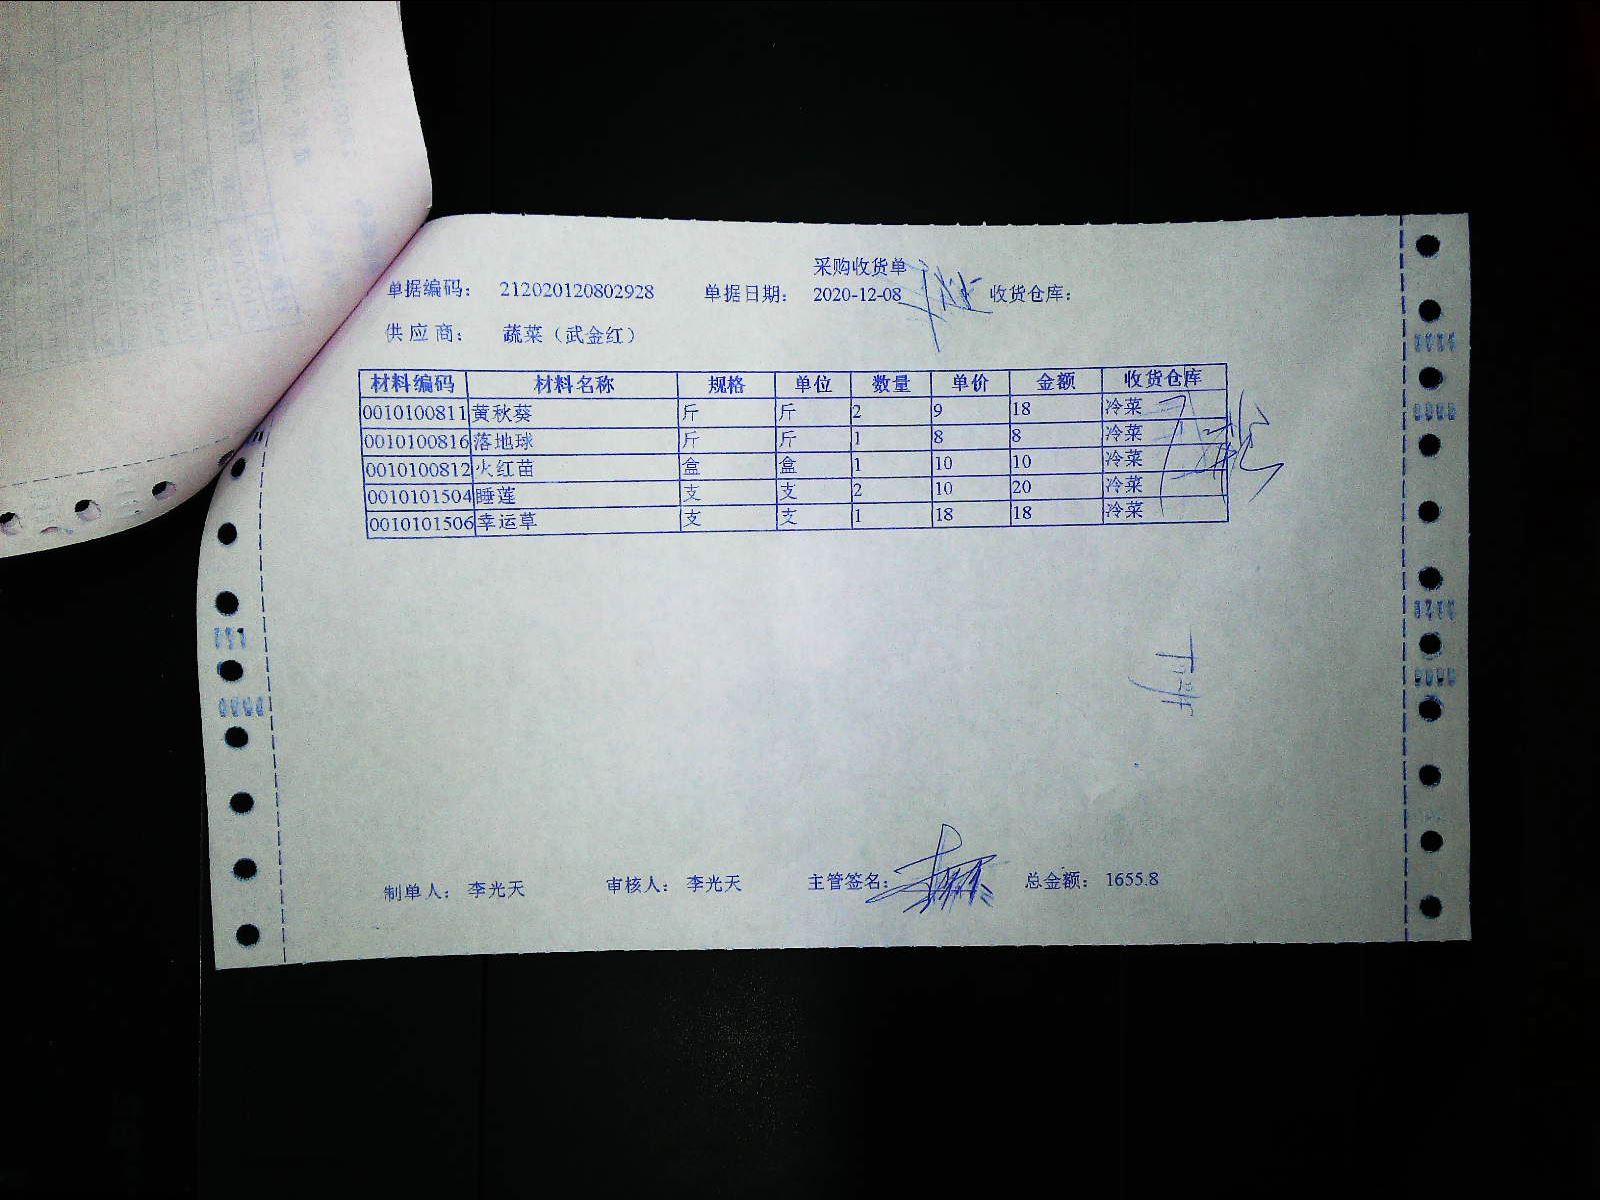 采购收货单
单据编码： 212020120802928 单据日期： 2020-12-08 收货仓库：
供应商： 蔬菜（武金红）
材料编码 材料名称 规格 单位 数量 单价 金额 收货仓库
0010100811 黄秋葵 斤 斤 2 9 18 冷菜
0010100816 落地球 斤 斤 1 8 8 冷菜
0010100812 火红苗 盒 盒 1 10 10 冷菜
0010101504 睡莲 支 支 2 10 20 冷菜
0010101506 幸运草 支 支 1 18 18 冷菜
制单人： 李光天 审核人： 李光天 主管签名： 总金额： 1655.8